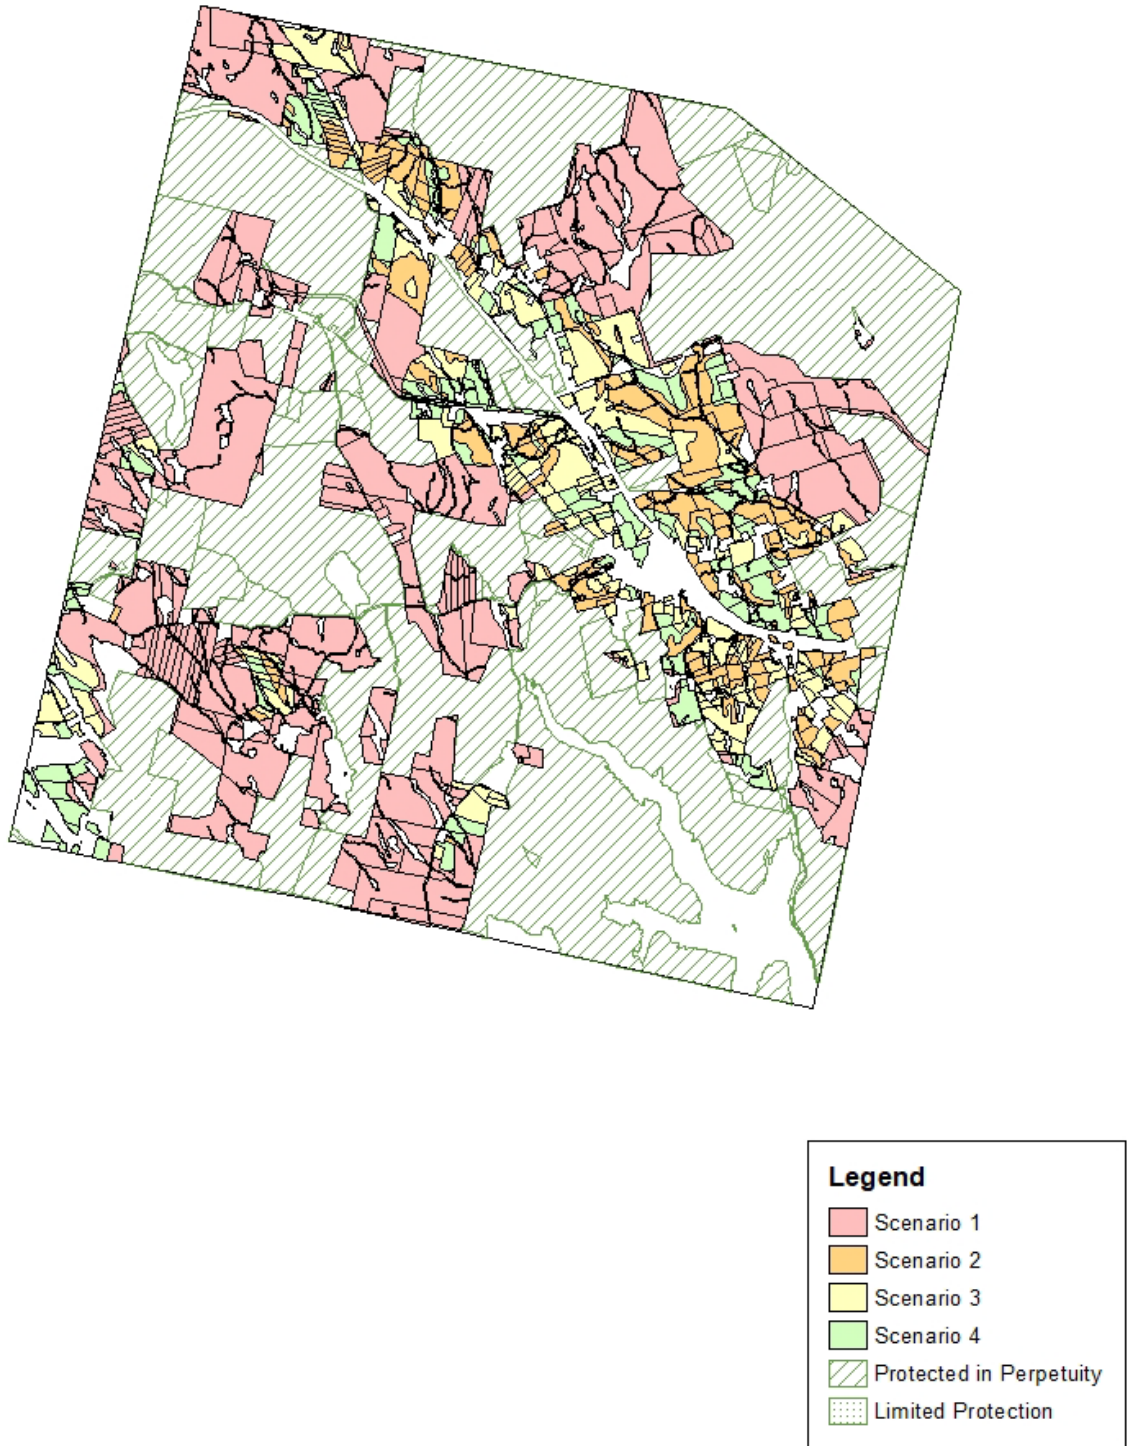 Legend
Scenario 1
Scenario 2
Scenario 3
Scenario 4
Protected in Perpetuity
Limited Protection